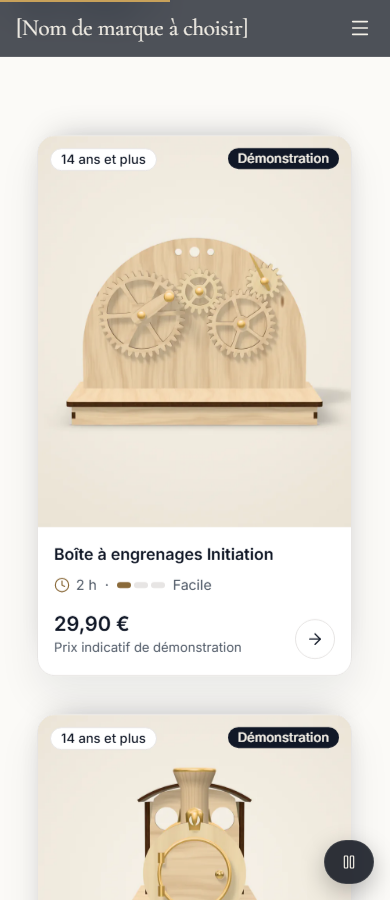 [Nom de marque à choisir]
14 ans et plus
Démonstration
Boîte à engrenages Initiation
2 h · Facile
29,90 €
Prix indicatif de démonstration
14 ans et plus
Démonstration